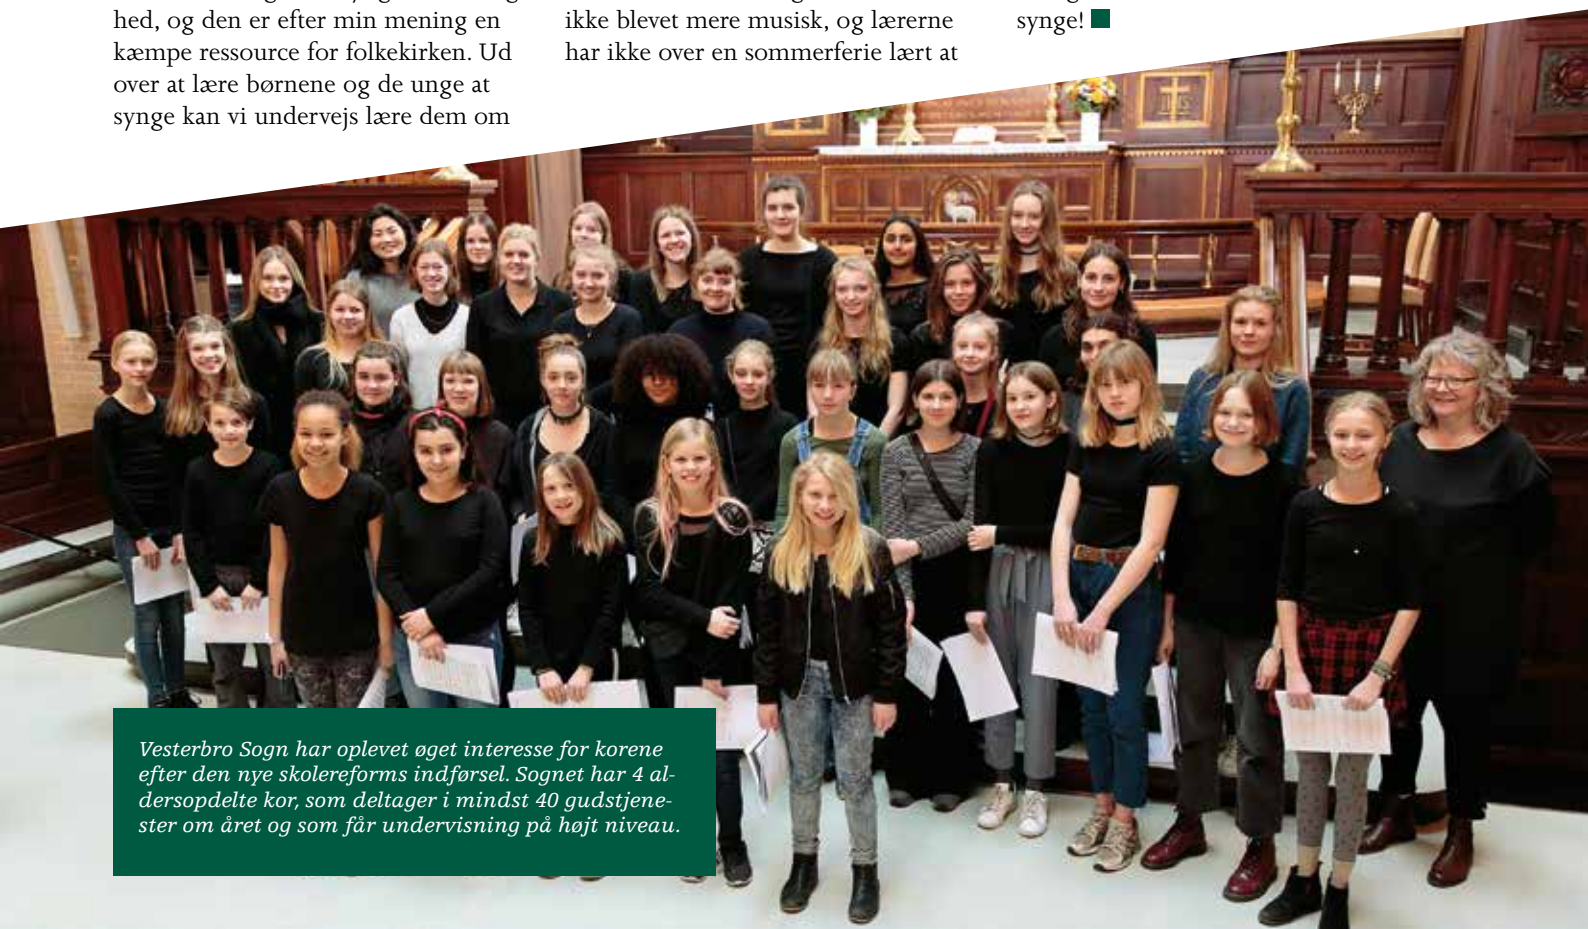 hed, og den er efter min mening en
kæmpe ressource for folkekirken. Ud
over at lære børnene og de unge at
synge kan vi undervejs lære dem om
ikke blevet mere musisk, og lærerne
har ikke over en sommerferie lært at
synge!
IHS
Vesterbro Sogn har oplevet øget interesse for korene
efter den nye skolereforms indførsel. Sognet har 4 al-
dersopdelte kor, som deltager i mindst 40 gudstjene-
ster om året og som får undervisning på højt niveau.